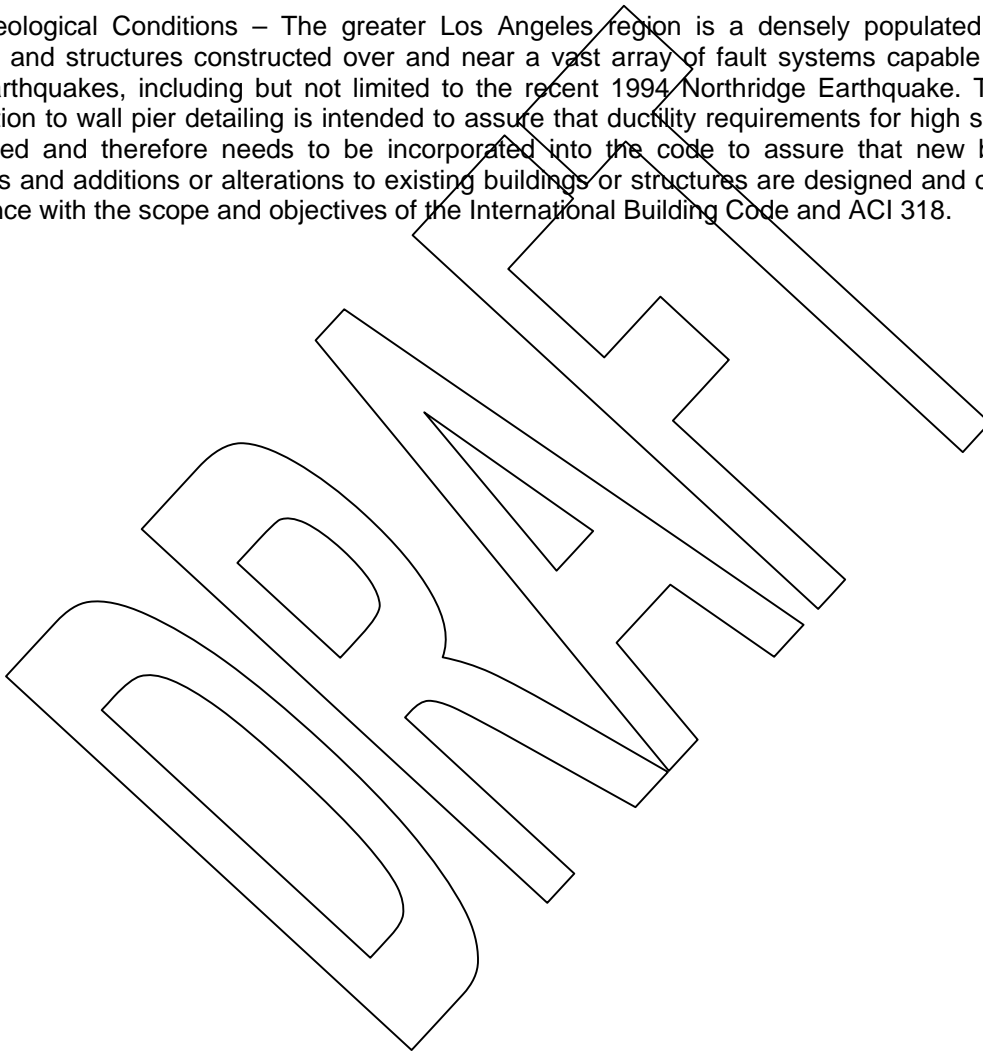 eological Conditions – The greater Los Angeles region is a densely populated
and structures constructed over and near a vast array of fault systems capable
arthquakes, including but not limited to the recent 1994 Northridge Earthquake. T
tion to wall pier detailing is intended to assure that ductility requirements for high s
ed and therefore needs to be incorporated into the code to assure that new b
s and additions or alterations to existing buildings or structures are designed and c
nce with the scope and objectives of the International Building Code and ACI 318.
DRAFT